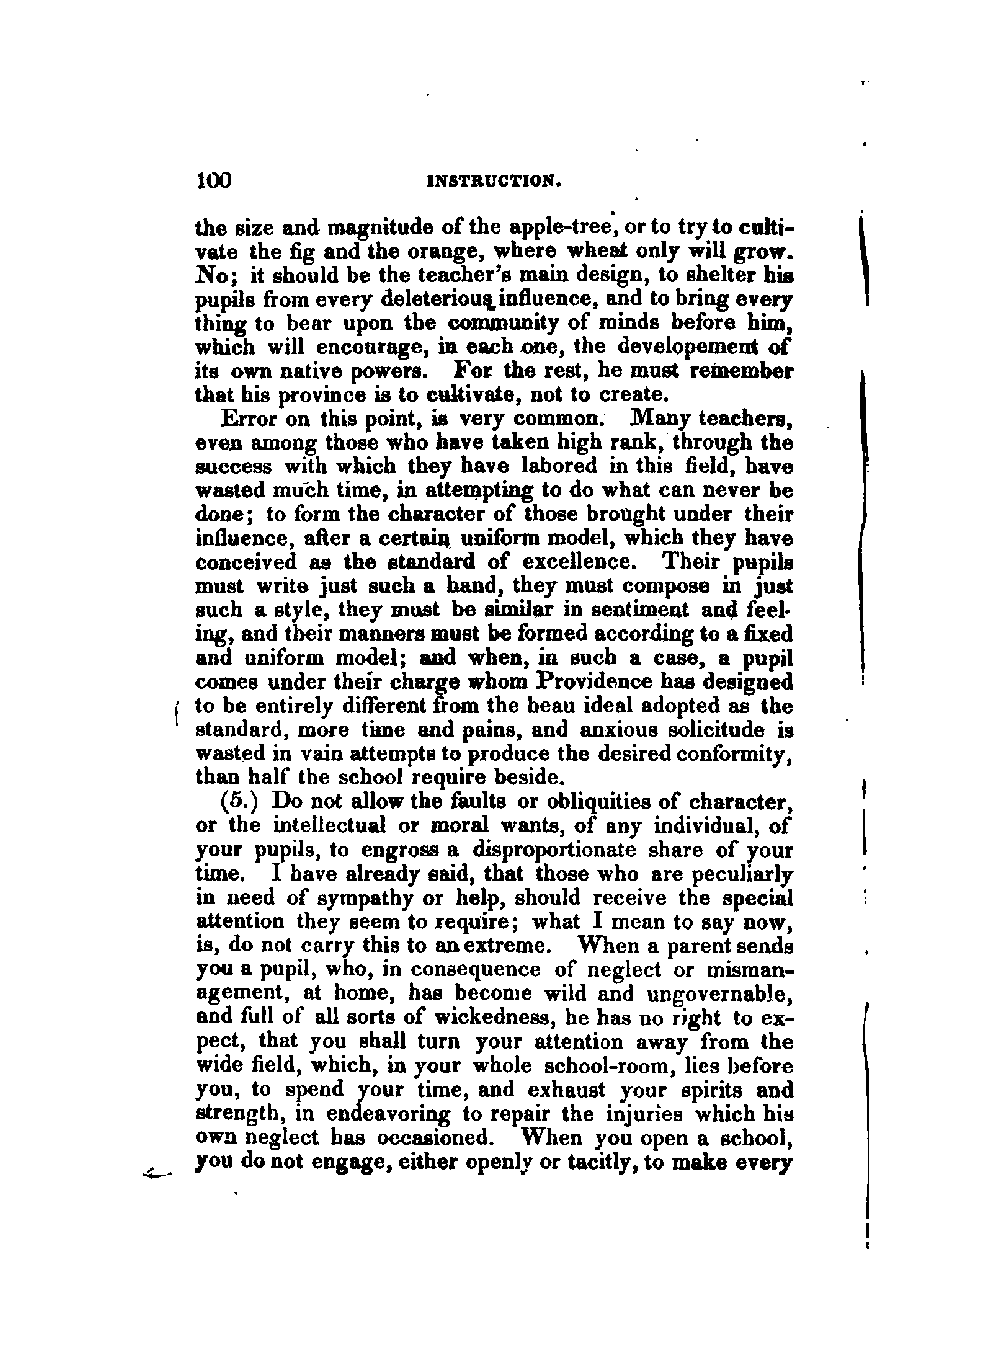 100 INSTRUCTION.
the size and magnitude of the apple-tree, or to try to culti-
vate the fig and the orange, where wheat only will grow.
No; it should be the teacher's main design, to shelter his
pupils from every deleterious influence, and to bring every
thing to bear upon the community of minds before him,
which will encourage, in each one, the developement of
its own native powers. For the rest, he must remember
that his province is to cultivate, not to create.
Error on this point, is very common. Many teachers,
even among those who have taken high rank, through the
success with which they have labored in this field, have
wasted much time, in attempting to do what can never be
done; to form the character of those brought under their
influence, after a certain uniform model, which they have
conceived as the standard of excellence. Their pupils
must write just such a hand, they must compose in just
such a style, they must be similar in sentiment and feel-
ing, and their manners must be formed according to a fixed
and uniform model; and when, in such a case, a pupil
comes under their charge whom Providence has designed
to be entirely different from the beau ideal adopted as the
standard, more time and pains, and anxious solicitude is
wasted in vain attempts to produce the desired conformity,
than half the school require beside.
(5.) Do not allow the faults or obliquities of character,
or the intellectual or moral wants, of any individual, of
your pupils, to engross a disproportionate share of your
time. I have already said, that those who are peculiarly
in need of sympathy or help, should receive the special
attention they seem to require; what I mean to say now,
is, do not carry this to an extreme. When a parent sends
you a pupil, who, in consequence of neglect or misman-
agement, at home, has become wild and ungovernable,
and full of all sorts of wickedness, he has no right to ex-
pect, that you shall turn your attention away from the
wide field, which, in your whole school-room, lies before
you, to spend your time, and exhaust your spirits and
strength, in endeavoring to repair the injuries which his
own neglect has occasioned. When you open a school,
you do not engage, either openly or tacitly, to make every